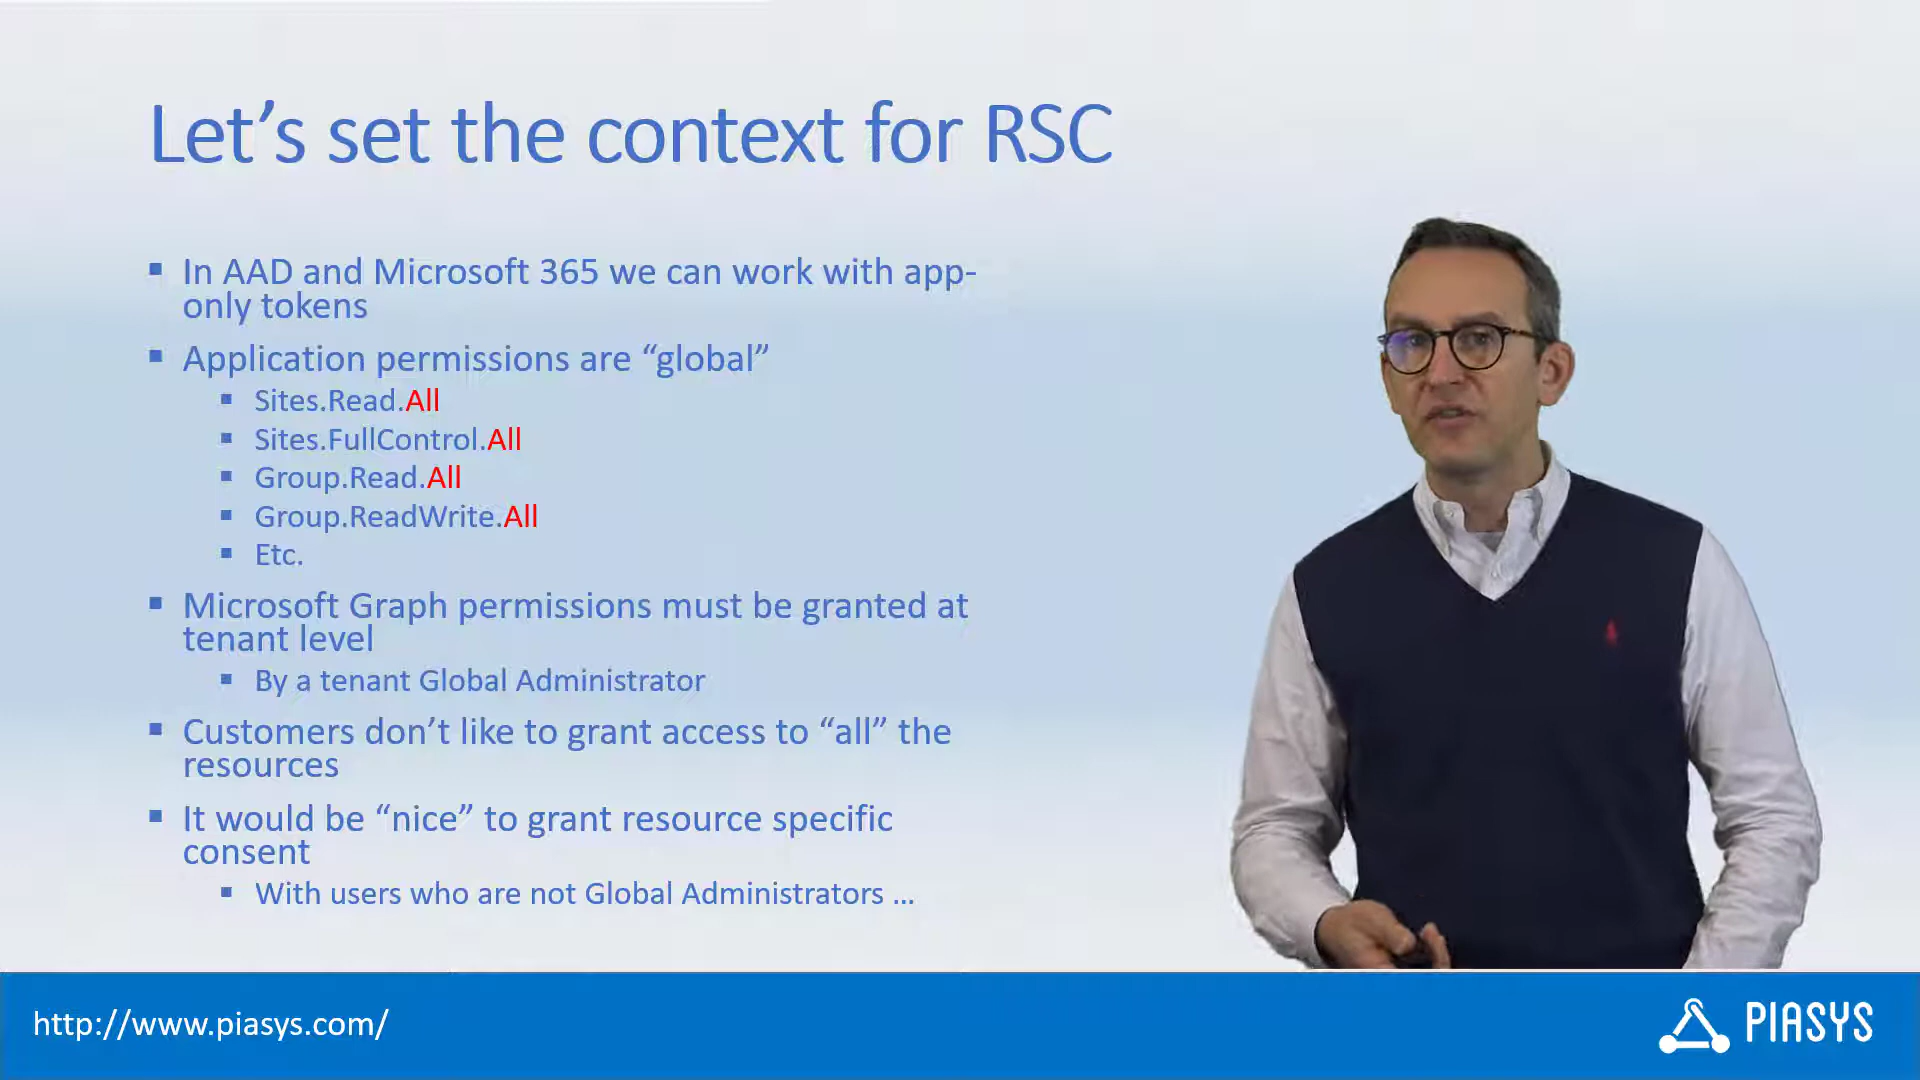 Let’s set the context for RSC
In AAD and Microsoft 365 we can work with app-
only tokens
Application permissions are “global”
Sites.Read.All
Sites.FullControl.All
Group.Read.All
Group.ReadWrite.All
Etc.
Microsoft Graph permissions must be granted at
tenant level
By a tenant Global Administrator
Customers don’t like to grant access to “all” the
resources
It would be “nice” to grant resource specific
consent
With users who are not Global Administrators …
http://www.piasys.com/
PIASYS